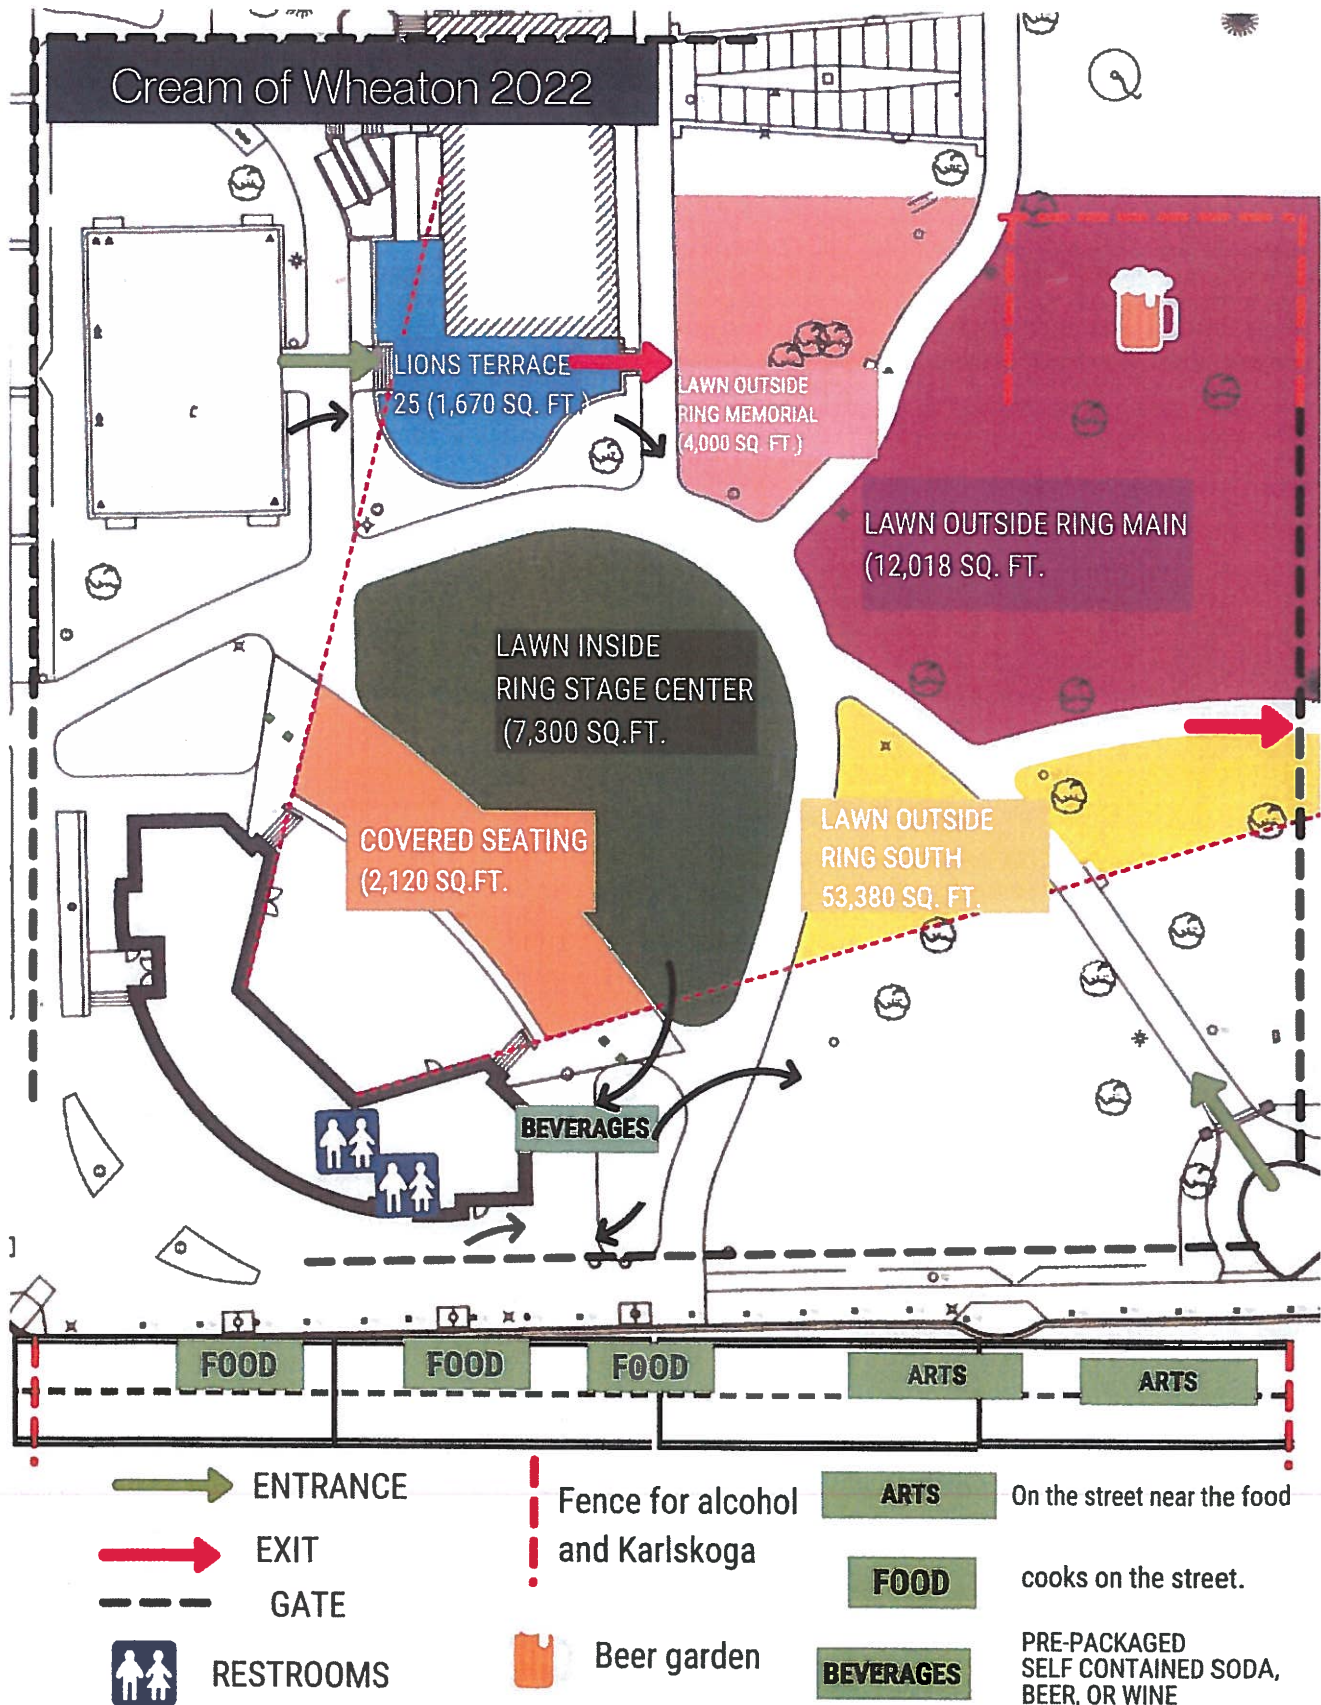 Cream of Wheaton 2022
LIONS TERRACE
25 (1,670 SQ. FT.)
LAWN OUTSIDE
RING MEMORIAL
(4,000 SQ. FT.)
LAWN OUTSIDE RING MAIN
(12,018 SQ. FT.
LAWN INSIDE
RING STAGE CENTER
(7,300 SQ.FT.
COVERED SEATING
(2,120 SQ.FT.
LAWN OUTSIDE
RING SOUTH
53,380 SQ. FT.
BEVERAGES
FOOD
FOOD
FOOD
ARTS
ARTS
ENTRANCE
EXIT
GATE
RESTROOMS
Fence for alcohol
and Karlskoga
Beer garden
ARTS
On the street near the food
FOOD
cooks on the street.
BEVERAGES
PRE-PACKAGED
SELF CONTAINED SODA,
BEER, OR WINE